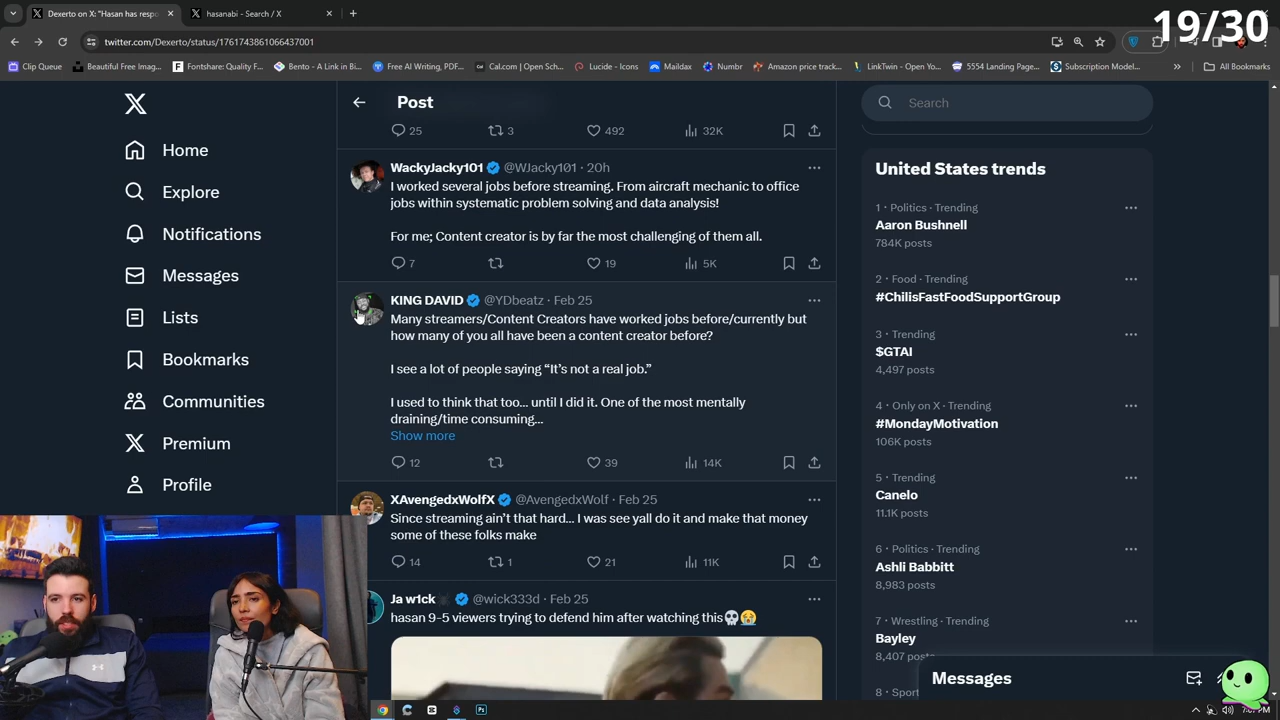 Dexerto on X: "Hasan has respo
hasanabi - Search / X
19/30
twitter.com/Dexerto/status/1761743861066437001
Clip Queue
Beautiful Free Imag...
Fontshare: Quality F...
Bento - A Link in Bi...
Free AI Writing, PDF...
Cal.com | Open Sch...
Lucide - Icons
Maildax
Numbr
Amazon price track...
LinkTwin - Open Yo...
5554 Landing Page...
Subscription Model...
All Bookmarks
Home
Explore
Notifications
Messages
Lists
Bookmarks
Communities
Premium
Profile
Post
25 3 492 32K
WackyJacky101 @WJacky101 · 20h
I worked several jobs before streaming. From aircraft mechanic to office
jobs within systematic problem solving and data analysis!
For me; Content creator is by far the most challenging of them all.
7 19 5K
KING DAVID @YDbeatz · Feb 25
Many streamers/Content Creators have worked jobs before/currently but
how many of you all have been a content creator before?
I see a lot of people saying “It’s not a real job.”
I used to think that too... until I did it. One of the most mentally
draining/time consuming...
Show more
12 39 14K
XAvengedxWolfX @AvengedxWolf · Feb 25
Since streaming ain’t that hard... I was see yall do it and make that money
some of these folks make
14 1 21 11K
Ja w1ck @wick333d · Feb 25
hasan 9-5 viewers trying to defend him after watching this💀😭
Search
United States trends
1 · Politics · Trending
Aaron Bushnell
784K posts
2 · Food · Trending
#ChilisFastFoodSupportGroup
3 · Trending
$GTAI
4,497 posts
4 · Only on X · Trending
#MondayMotivation
106K posts
5 · Trending
Canelo
11.1K posts
6 · Politics · Trending
Ashli Babbitt
8,983 posts
7 · Wrestling · Trending
Bayley
8,407 posts
8 · Sport
Messages